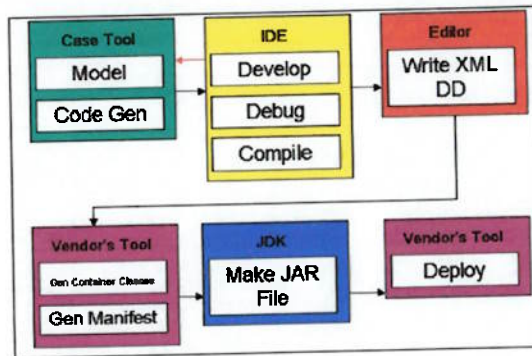 Case Tool
Model
Code Gen
IDE
Develop
Debug
Compile
Editor
Write XML
DD
Vendor's Tool
Gen Container Classes
Gen Manifest
JDK
Make JAR
File
Vendor's Tool
Deploy